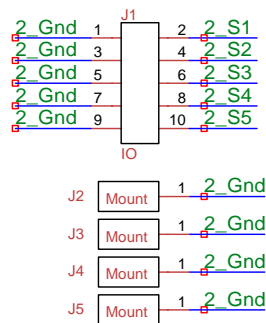 J1
2_Gnd 1 2 2_S1
2_Gnd 3 4 2_S2
2_Gnd 5 6 2_S3
2_Gnd 7 8 2_S4
2_Gnd 9 10 2_S5
IO
J2 Mount 1 2_Gnd
J3 Mount 1 2_Gnd
J4 Mount 1 2_Gnd
J5 Mount 1 2_Gnd